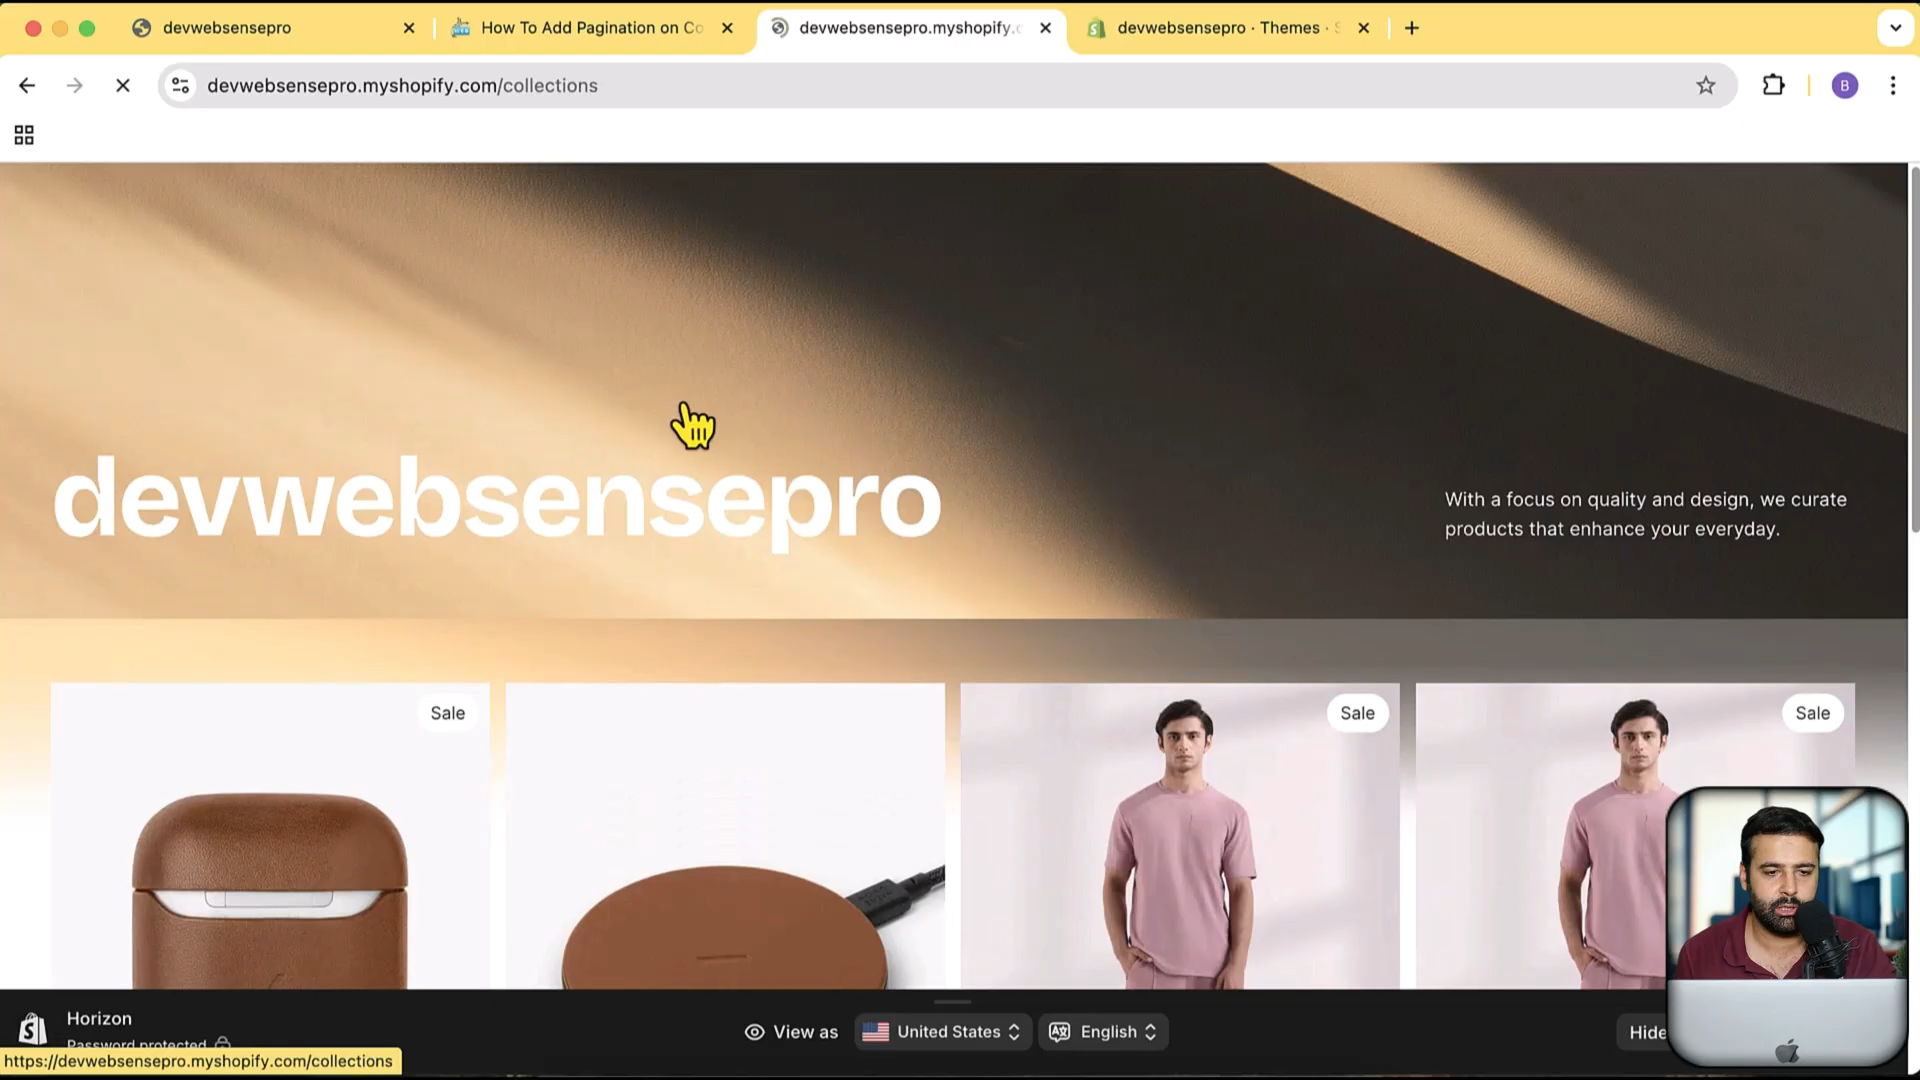 devwebsensepro
How To Add Pagination on Co
devwebsensepro.myshopify.c
devwebsensepro · Themes · S
devwebsensepro.myshopify.com/collections
B
devwebsensepro
With a focus on quality and design, we curate
products that enhance your everyday.
Sale
Sale
Sale
Horizon
Password protected
View as
United States
English
Hide
https://devwebsensepro.myshopify.com/collections